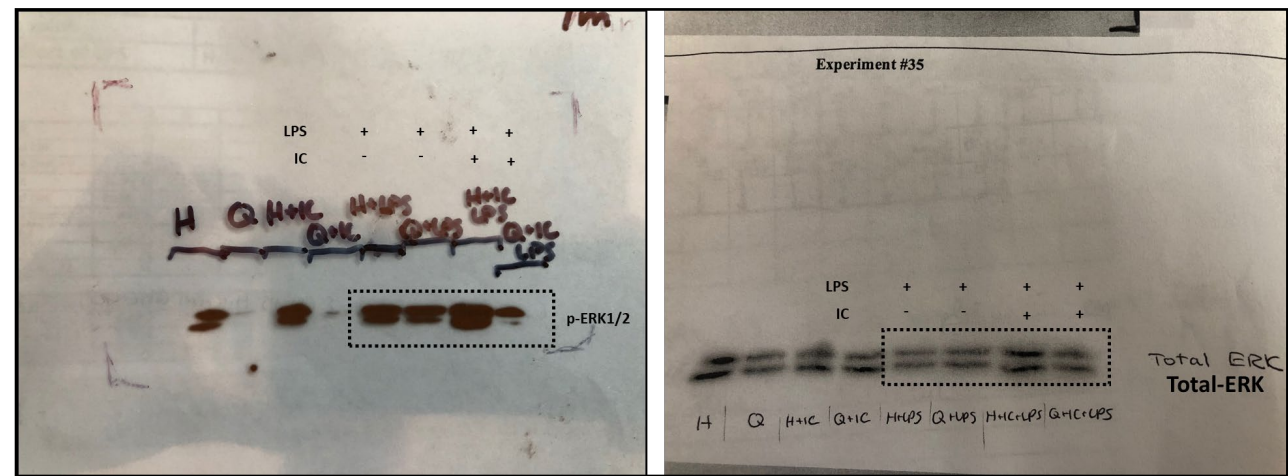 1m
LPS + + + +
IC - - + +
H Q H+IC Q+IC H+LPS Q+LPS H+IC LPS Q+IC LPS
p-ERK1/2
Experiment #35
LPS + + + +
IC - - + +
Total ERK
Total-ERK
H Q H+IC Q+IC H+LPS Q+LPS H+IC+LPS Q+IC+LPS